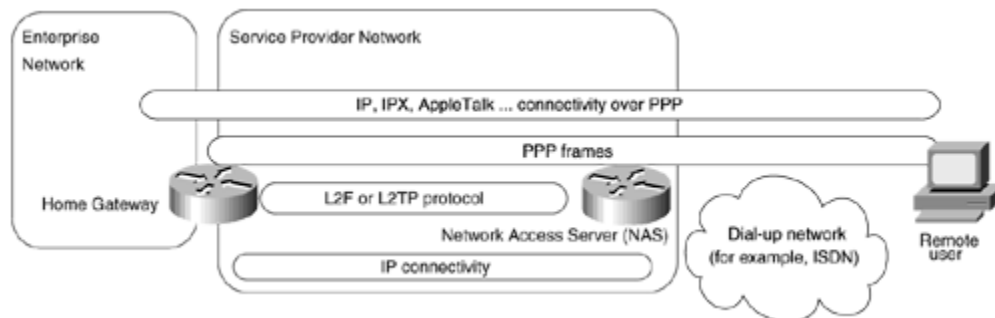 Enterprise
Network
Service Provider Network
IP, IPX, AppleTalk ... connectivity over PPP
PPP frames
L2F or L2TP protocol
Home Gateway
Network Access Server (NAS)
IP connectivity
Dial-up network
(for example, ISDN)
Remote
user